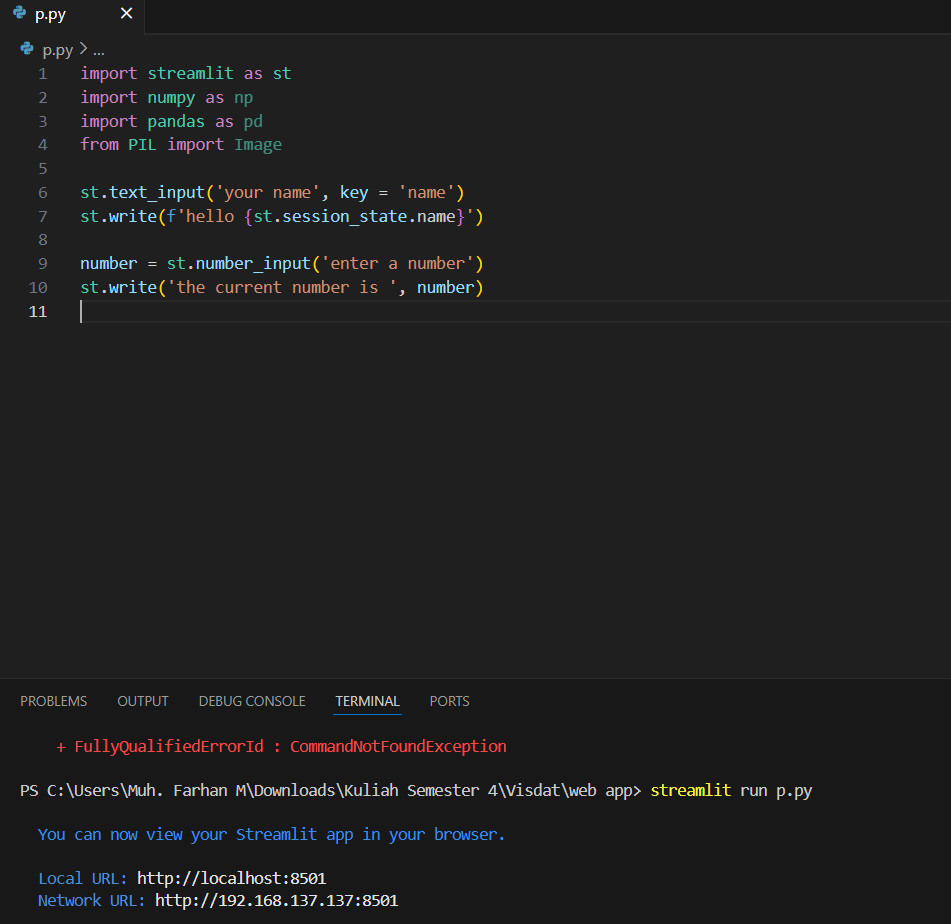 p.py
p.py > ...
1 import streamlit as st
2 import numpy as np
3 import pandas as pd
4 from PIL import Image
5
6 st.text_input('your name', key = 'name')
7 st.write(f'hello {st.session_state.name}')
8
9 number = st.number_input('enter a number')
10 st.write('the current number is ', number)
11
PROBLEMS OUTPUT DEBUG CONSOLE TERMINAL PORTS
+ FullyQualifiedErrorId : CommandNotFoundException
PS C:\Users\Muh. Farhan M\Downloads\Kuliah Semester 4\Visdat\web app> streamlit run p.py
You can now view your Streamlit app in your browser.
Local URL: http://localhost:8501
Network URL: http://192.168.137.137:8501